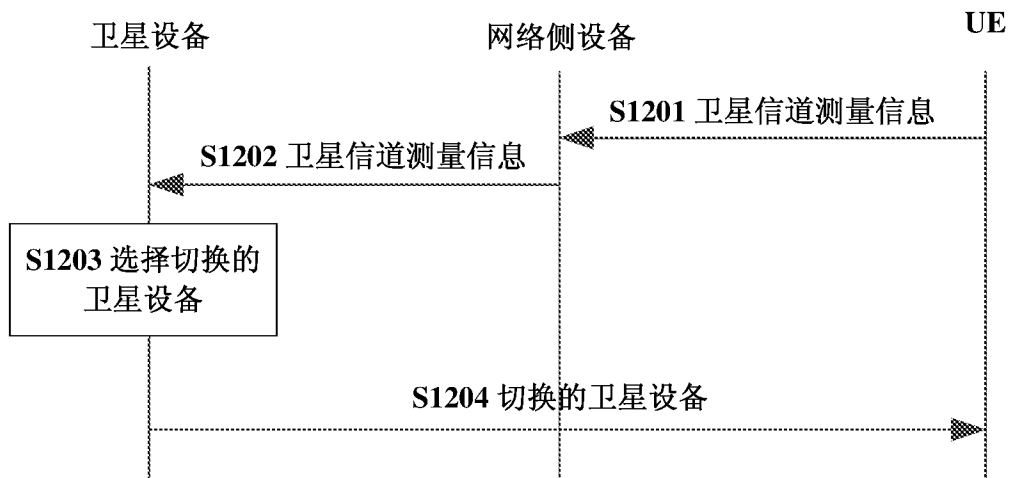 卫星设备
网络侧设备
UE
S1201 卫星信道测量信息
S1202 卫星信道测量信息
S1203 选择切换的
卫星设备
S1204 切换的卫星设备